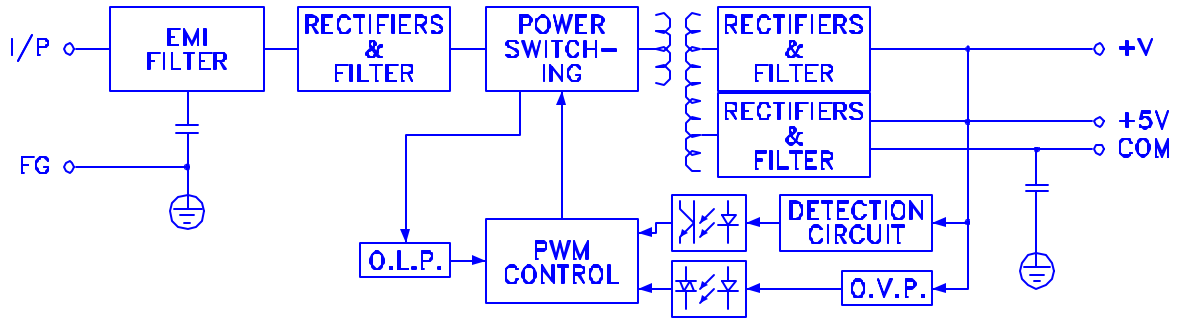 I/P
EMI
FILTER
RECTIFIERS
&
FILTER
POWER
SWITCH-
ING
RECTIFIERS
&
FILTER
+V
RECTIFIERS
&
FILTER
+5V
COM
FG
DETECTION
CIRCUIT
O.L.P.
PWM
CONTROL
O.V.P.